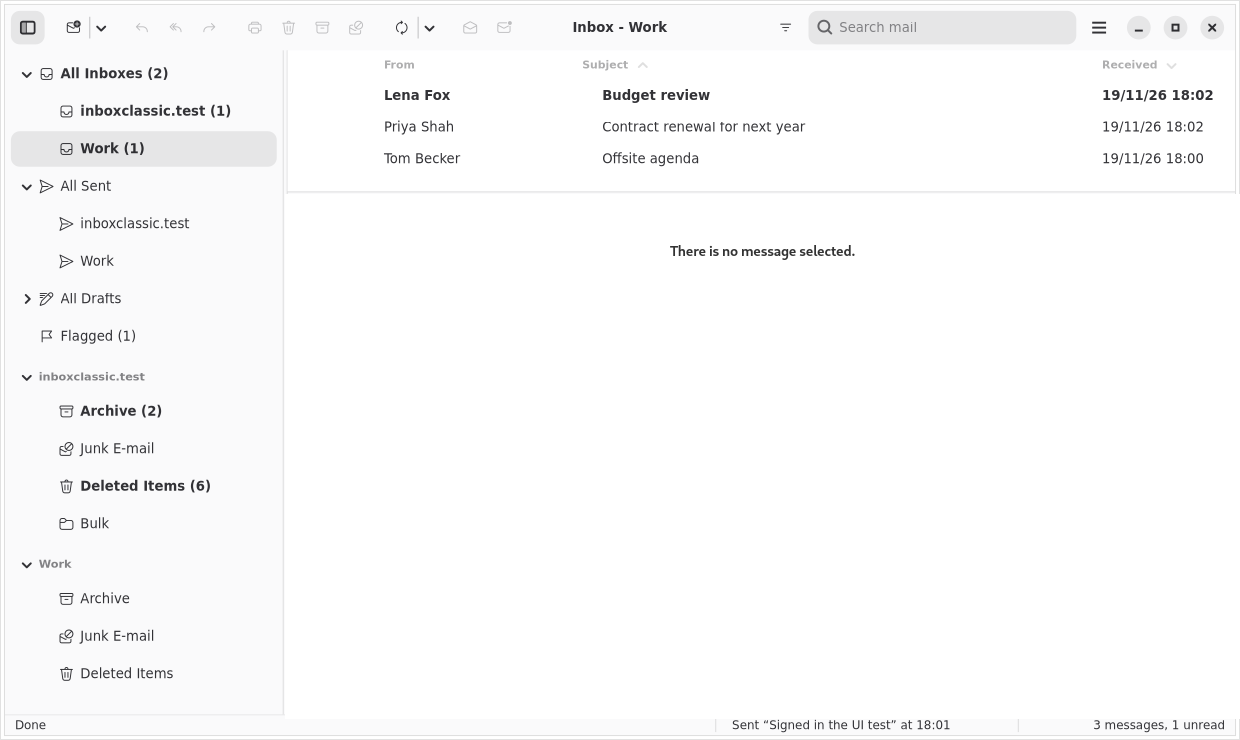 Inbox - Work
Search mail
All Inboxes (2)
inboxclassic.test (1)
Work (1)
All Sent
inboxclassic.test
Work
All Drafts
Flagged (1)
inboxclassic.test
Archive (2)
Junk E-mail
Deleted Items (6)
Bulk
Work
Archive
Junk E-mail
Deleted Items
From Subject Received
Lena Fox Budget review 19/11/26 18:02
Priya Shah Contract renewal for next year 19/11/26 18:02
Tom Becker Offsite agenda 19/11/26 18:00
There is no message selected.
Done Sent “Signed in the UI test” at 18:01 3 messages, 1 unread